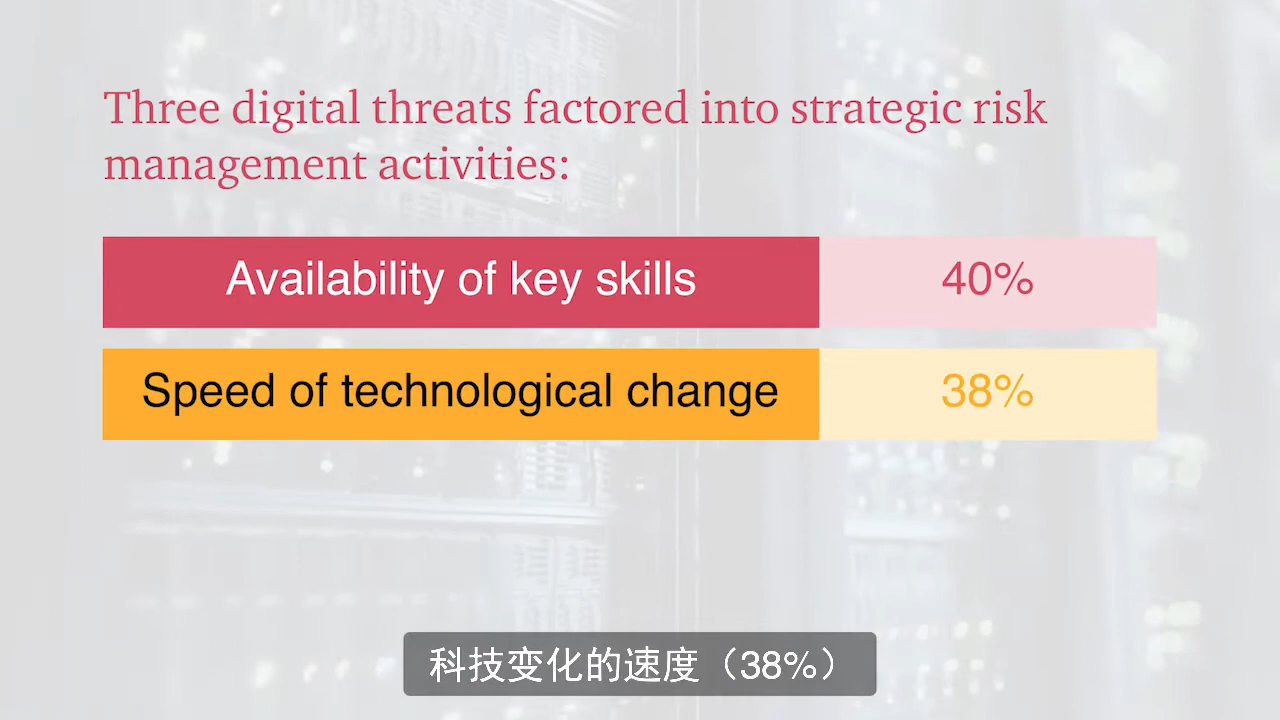 Three digital threats factored into strategic risk
management activities:
Availability of key skills
40%
Speed of technological change
38%
科技变化的速度（38%）